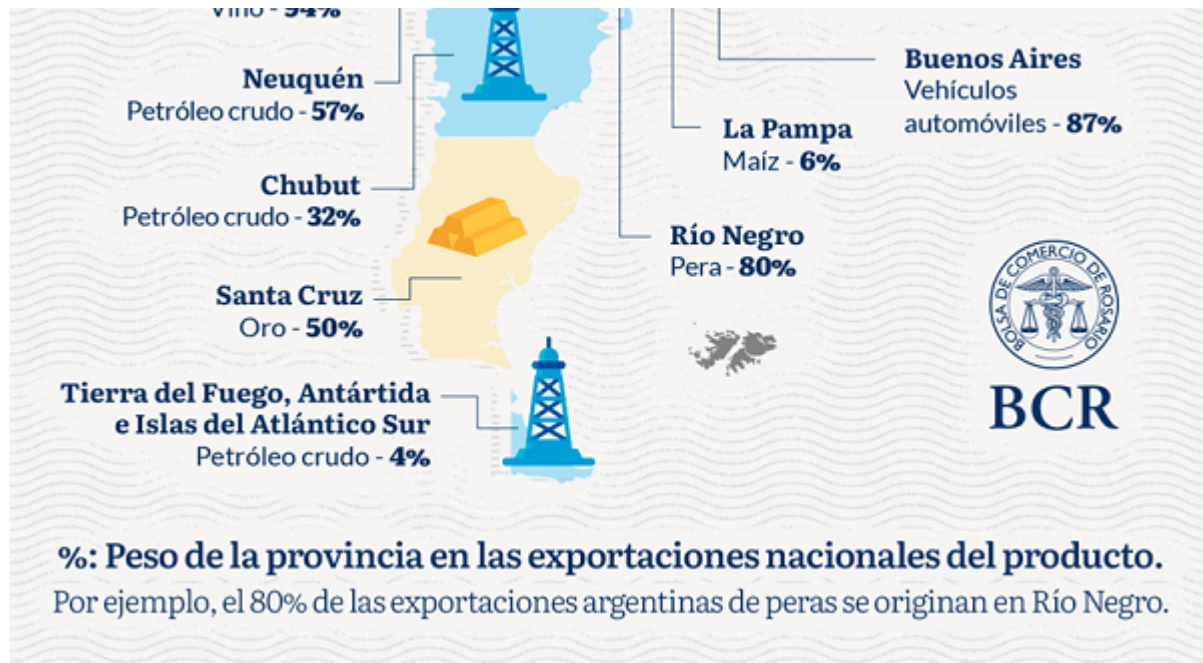 Vino - 94%
Neuquén
Petróleo crudo - 57%
Chubut
Petróleo crudo - 32%
Santa Cruz
Oro - 50%
Tierra del Fuego, Antártida
e Islas del Atlántico Sur
Petróleo crudo - 4%
Buenos Aires
Vehículos
automóviles - 87%
La Pampa
Maíz - 6%
Río Negro
Pera - 80%
BOLSA DE COMERCIO DE ROSARIO
BCR
%: Peso de la provincia en las exportaciones nacionales del producto.
Por ejemplo, el 80% de las exportaciones argentinas de peras se originan en Río Negro.